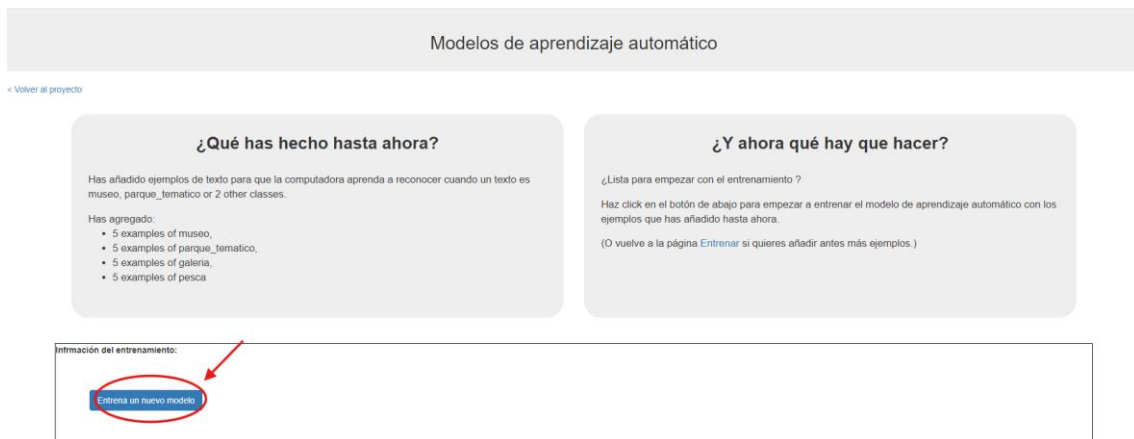 Modelos de aprendizaje automático
< Volver al proyecto
¿Qué has hecho hasta ahora?
Has añadido ejemplos de texto para que la computadora aprenda a reconocer cuando un texto es
museo, parque_tematico or 2 other classes.
Has agregado:
• 5 examples of museo,
• 5 examples of parque_tematico,
• 5 examples of galeria,
• 5 examples of pesca
¿Y ahora qué hay que hacer?
¿Lista para empezar con el entrenamiento ?
Haz click en el botón de abajo para empezar a entrenar el modelo de aprendizaje automático con los
ejemplos que has añadido hasta ahora.
(O vuelve a la página Entrenar si quieres añadir antes más ejemplos.)
Infrmación del entrenamiento:
Entrena un nuevo modelo